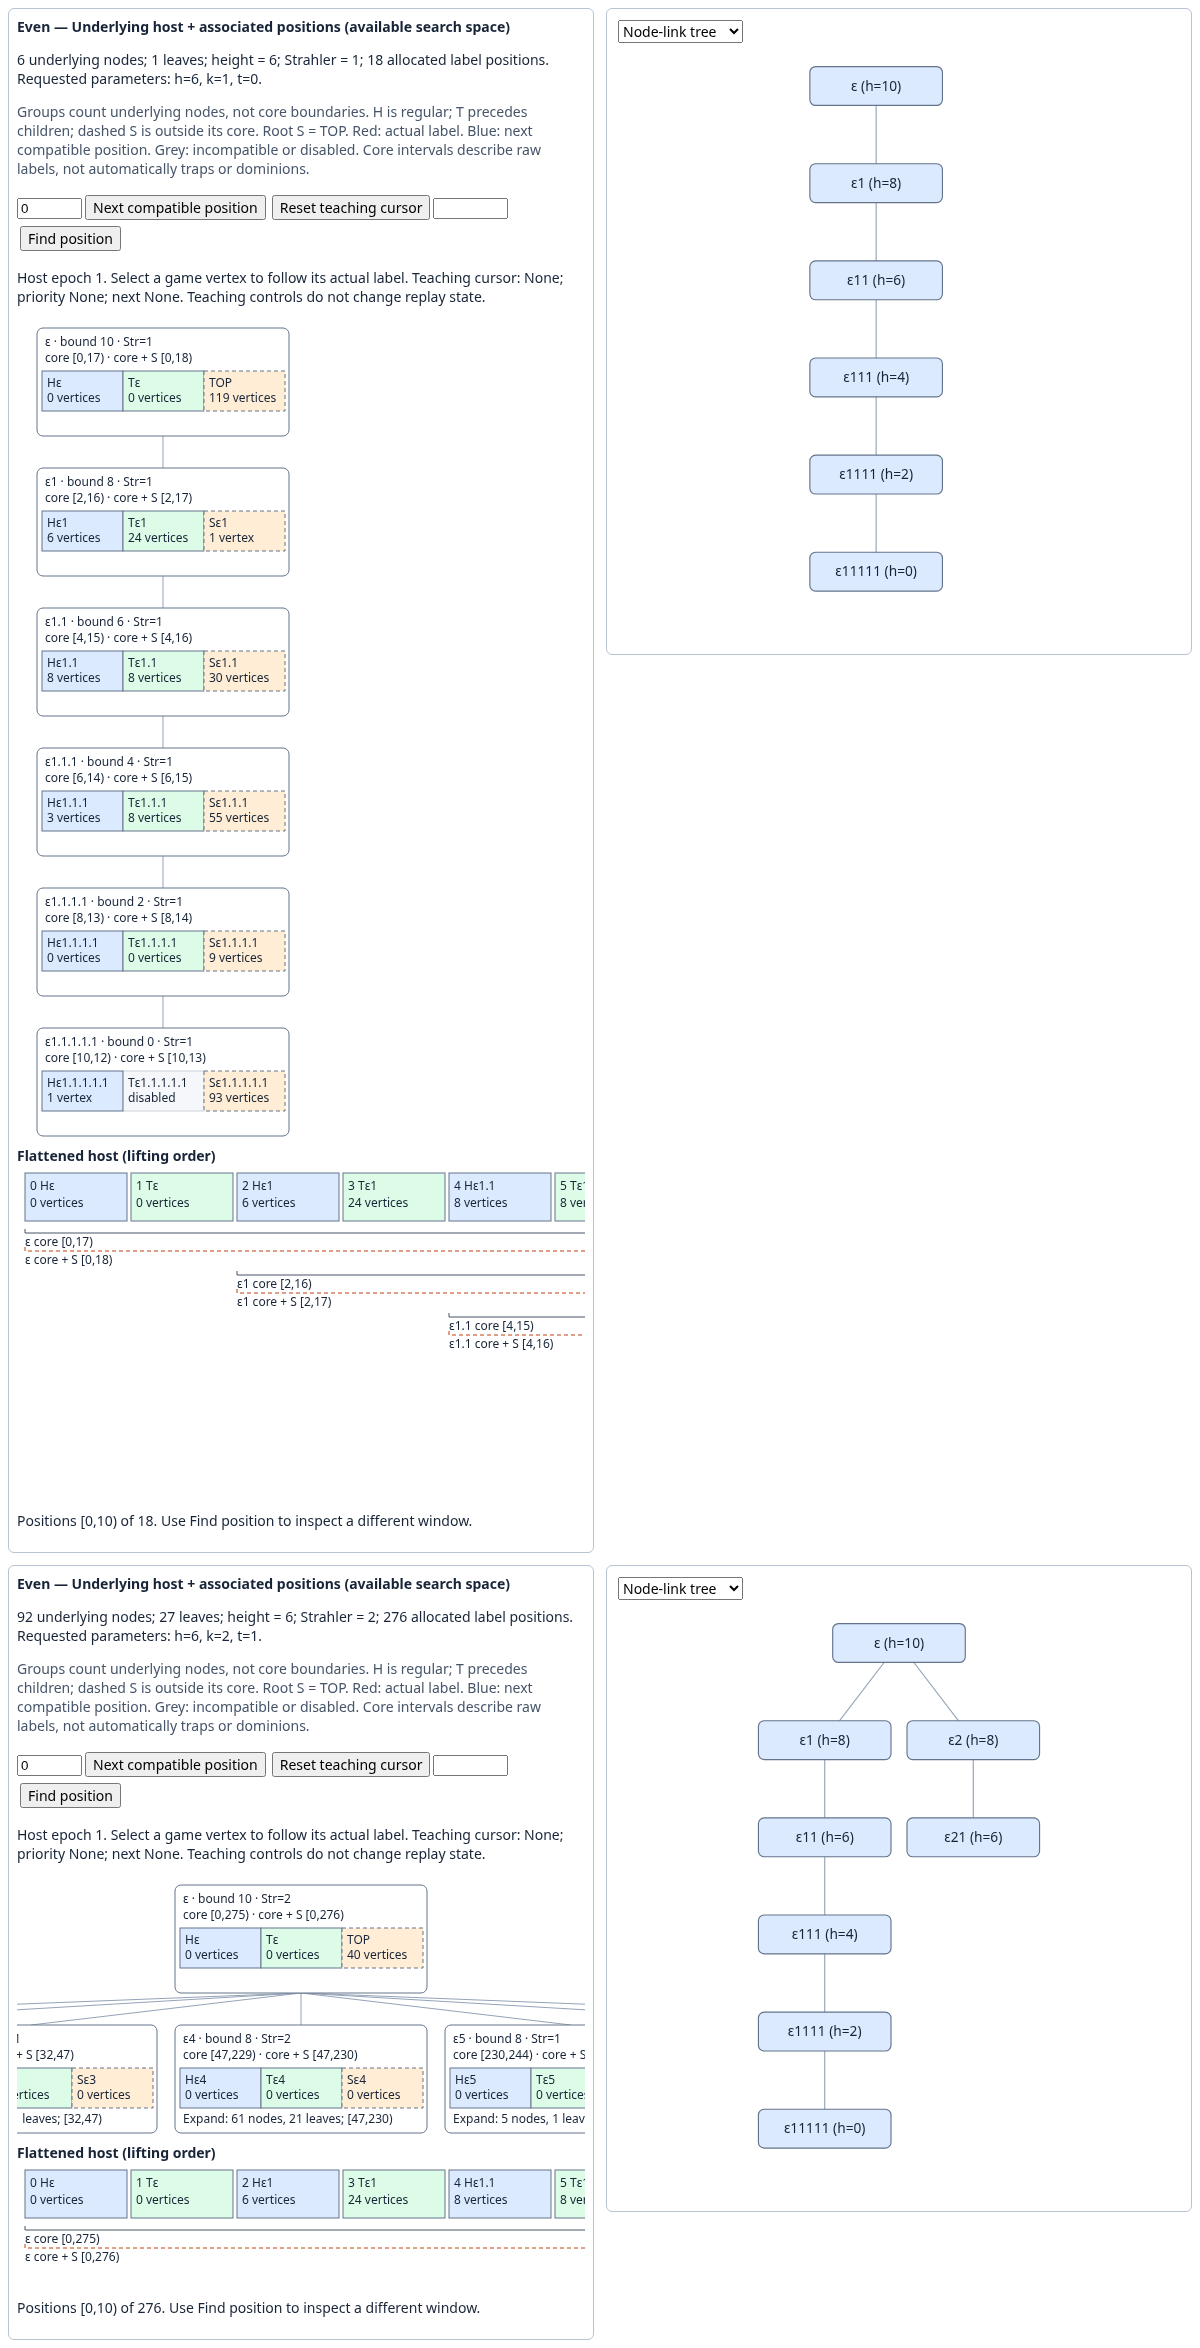 Even — Underlying host + associated positions (available search space)
6 underlying nodes; 1 leaves; height = 6; Strahler = 1; 18 allocated label positions.
Requested parameters: h=6, k=1, t=0.
Groups count underlying nodes, not core boundaries. H is regular; T precedes
children; dashed S is outside its core. Root S = TOP. Red: actual label. Blue: next
compatible position. Grey: incompatible or disabled. Core intervals describe raw
labels, not automatically traps or dominions.
0 Next compatible position Reset teaching cursor
Find position
Host epoch 1. Select a game vertex to follow its actual label. Teaching cursor: None;
priority None; next None. Teaching controls do not change replay state.
ε · bound 10 · Str=1
core [0,17) · core + S [0,18)
Hε Tε TOP
0 vertices 0 vertices 119 vertices
ε1 · bound 8 · Str=1
core [2,16) · core + S [2,17)
Hε1 Tε1 Sε1
6 vertices 24 vertices 1 vertex
ε1.1 · bound 6 · Str=1
core [4,15) · core + S [4,16)
Hε1.1 Tε1.1 Sε1.1
8 vertices 8 vertices 30 vertices
ε1.1.1 · bound 4 · Str=1
core [6,14) · core + S [6,15)
Hε1.1.1 Tε1.1.1 Sε1.1.1
3 vertices 8 vertices 55 vertices
ε1.1.1.1 · bound 2 · Str=1
core [8,13) · core + S [8,14)
Hε1.1.1.1 Tε1.1.1.1 Sε1.1.1.1
0 vertices 0 vertices 9 vertices
ε1.1.1.1.1 · bound 0 · Str=1
core [10,12) · core + S [10,13)
Hε1.1.1.1.1 Tε1.1.1.1.1 Sε1.1.1.1.1
1 vertex disabled 93 vertices
Flattened host (lifting order)
0 Hε 1 Tε 2 Hε1 3 Tε1 4 Hε1.1 5 Tε1
0 vertices 0 vertices 6 vertices 24 vertices 8 vertices 8 ver
ε core [0,17)
ε core + S [0,18)
ε1 core [2,16)
ε1 core + S [2,17)
ε1.1 core [4,15)
ε1.1 core + S [4,16)
Positions [0,10) of 18. Use Find position to inspect a different window.
Node-link tree
ε (h=10)
ε1 (h=8)
ε11 (h=6)
ε111 (h=4)
ε1111 (h=2)
ε11111 (h=0)
Even — Underlying host + associated positions (available search space)
92 underlying nodes; 27 leaves; height = 6; Strahler = 2; 276 allocated label positions.
Requested parameters: h=6, k=2, t=1.
Groups count underlying nodes, not core boundaries. H is regular; T precedes
children; dashed S is outside its core. Root S = TOP. Red: actual label. Blue: next
compatible position. Grey: incompatible or disabled. Core intervals describe raw
labels, not automatically traps or dominions.
0 Next compatible position Reset teaching cursor
Find position
Host epoch 1. Select a game vertex to follow its actual label. Teaching cursor: None;
priority None; next None. Teaching controls do not change replay state.
ε · bound 10 · Str=2
core [0,275) · core + S [0,276)
Hε Tε TOP
0 vertices 0 vertices 40 vertices
ε4 · bound 8 · Str=2 ε5 · bound 8 · Str=1
+ S [32,47) core [47,229) · core + S [47,230) core [230,244) · core + S
Sε3 Hε4 Tε4 Sε4 Hε5 Tε5
rtices 0 vertices 0 vertices 0 vertices 0 vertices 0 vertices 0 vertices
leaves; [32,47) Expand: 61 nodes, 21 leaves; [47,230) Expand: 5 nodes, 1 leav
Flattened host (lifting order)
0 Hε 1 Tε 2 Hε1 3 Tε1 4 Hε1.1 5 Tε1
0 vertices 0 vertices 6 vertices 24 vertices 8 vertices 8 ver
ε core [0,275)
ε core + S [0,276)
Positions [0,10) of 276. Use Find position to inspect a different window.
Node-link tree
ε (h=10)
ε1 (h=8) ε2 (h=8)
ε11 (h=6) ε21 (h=6)
ε111 (h=4)
ε1111 (h=2)
ε11111 (h=0)